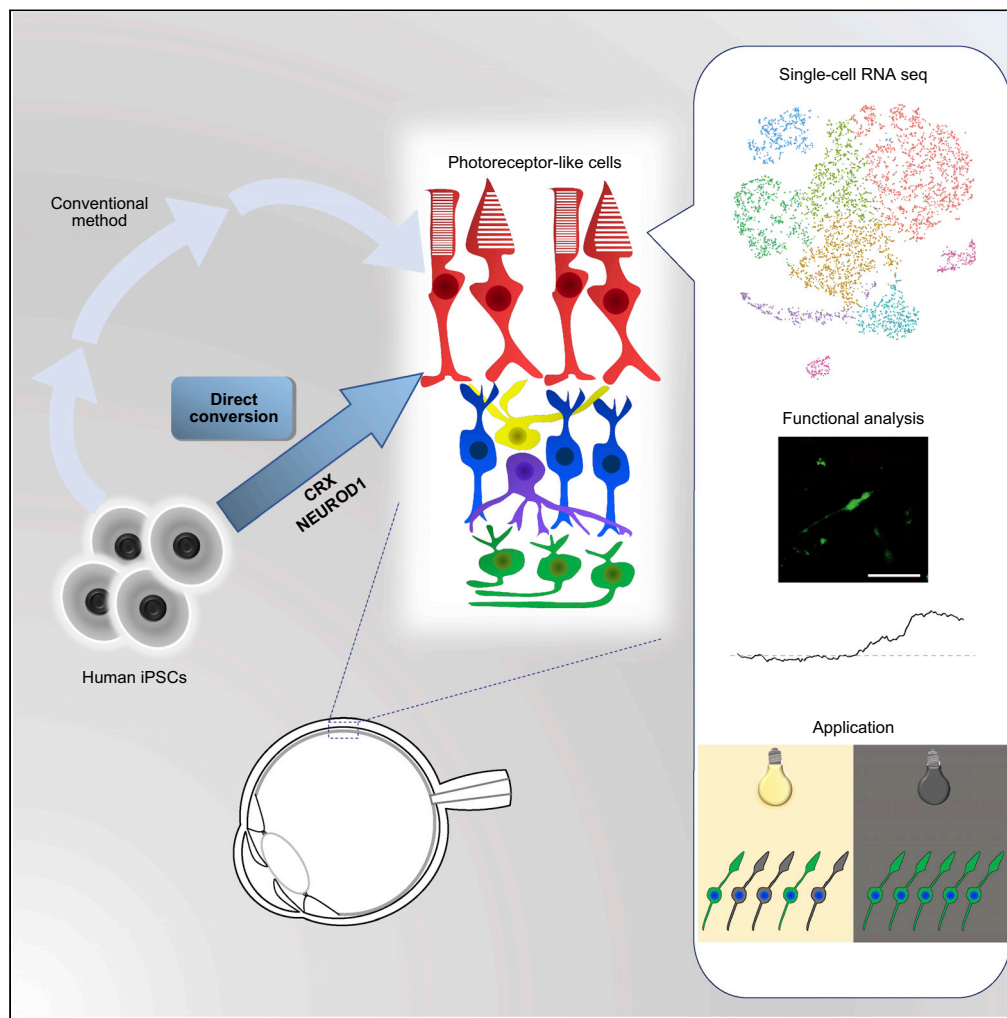 Single-cell RNA seq
Photoreceptor-like cells
Conventional
method
Direct
conversion
CRX
NEUROD1
Human iPSCs
Functional analysis
Application